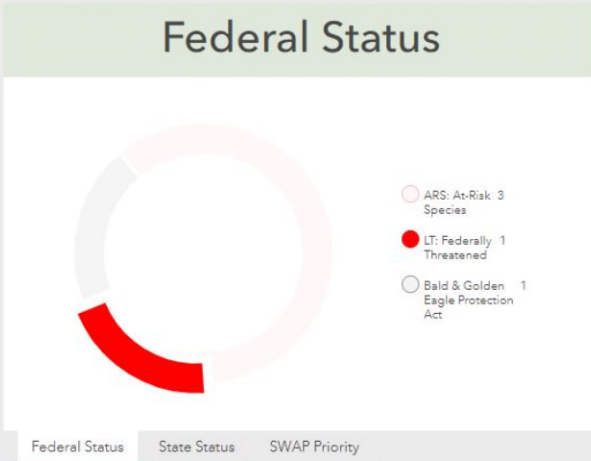 Federal Status
ARS: At-Risk 3
Species
LT: Federally 1
Threatened
Bald & Golden 1
Eagle Protection
Act
Federal Status State Status SWAP Priority